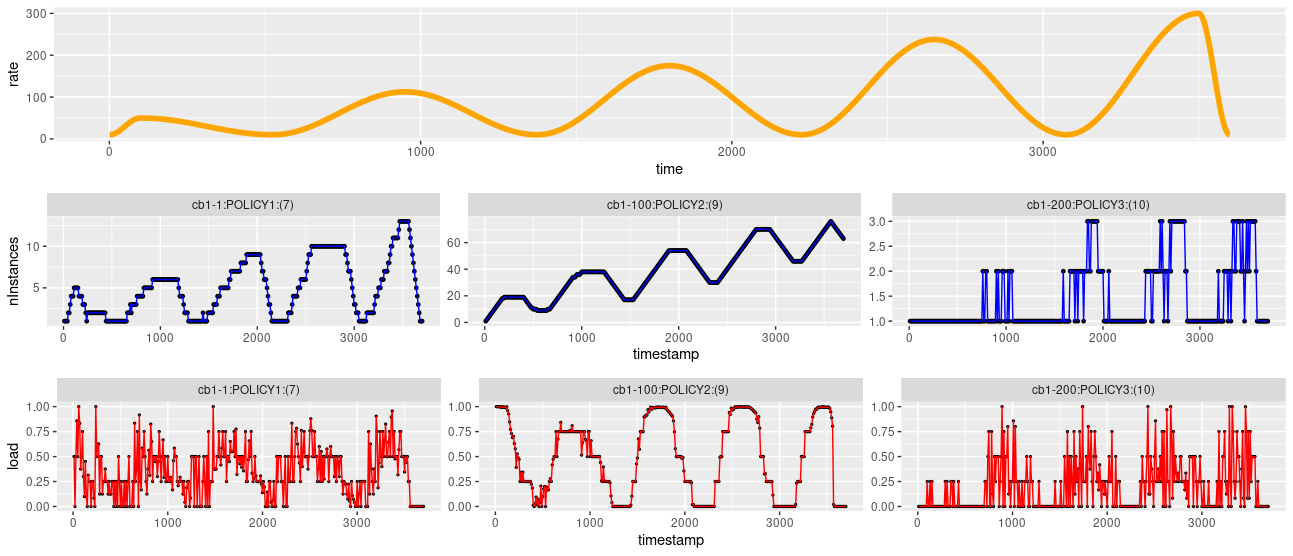 300
200
100
0
rate
0 1000 2000 3000
time
cb1-1:POLICY1:(7) cb1-100:POLICY2:(9) cb1-200:POLICY3:(10)
nInstances
10
5
60
40
20
0
3.0
2.5
2.0
1.5
1.0
0 1000 2000 3000 0 1000 2000 3000 0 1000 2000 3000
timestamp
cb1-1:POLICY1:(7) cb1-100:POLICY2:(9) cb1-200:POLICY3:(10)
load
1.00 1.00 1.00
0.75 0.75 0.75
0.50 0.50 0.50
0.25 0.25 0.25
0.00 0.00 0.00
0 1000 2000 3000 0 1000 2000 3000 0 1000 2000 3000
timestamp